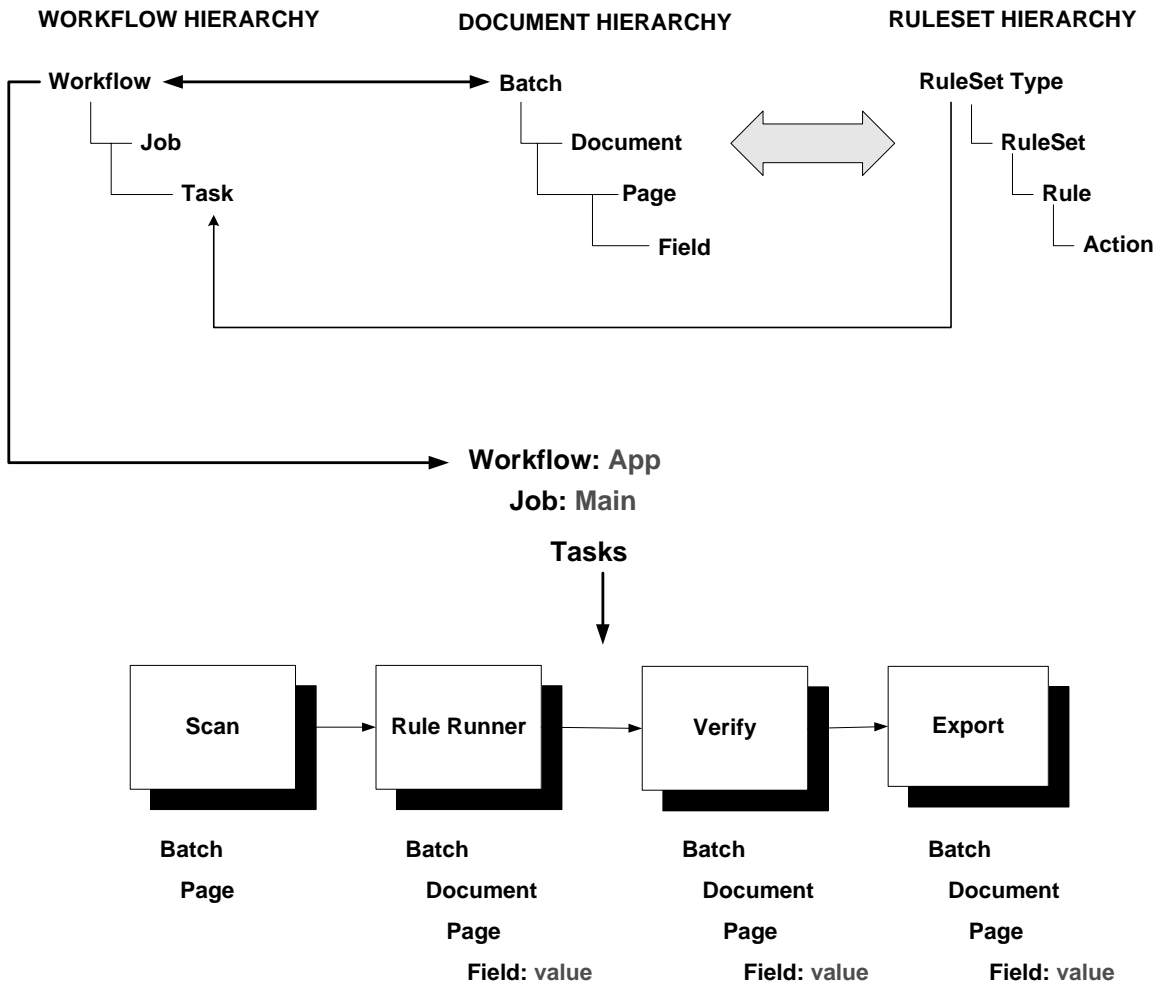 WORKFLOW HIERARCHY DOCUMENT HIERARCHY RULESET HIERARCHY
Workflow Batch RuleSet Type
Job Document RuleSet
Task Page Rule
Field Action
Workflow: App
Job: Main
Tasks
Scan Rule Runner Verify Export
Batch Batch Batch Batch
Page Document Document Document
Page Page Page
Field: value Field: value Field: value